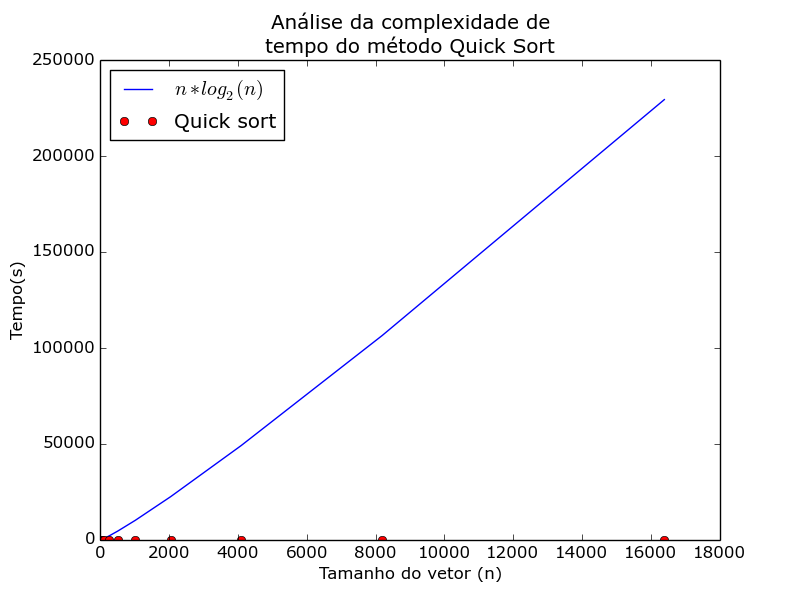 Análise da complexidade de
tempo do método Quick Sort
n*log2(n)
Quick sort
250000
200000
150000
100000
50000
0
Tempo(s)
0 2000 4000 6000 8000 10000 12000 14000 16000 18000
Tamanho do vetor (n)